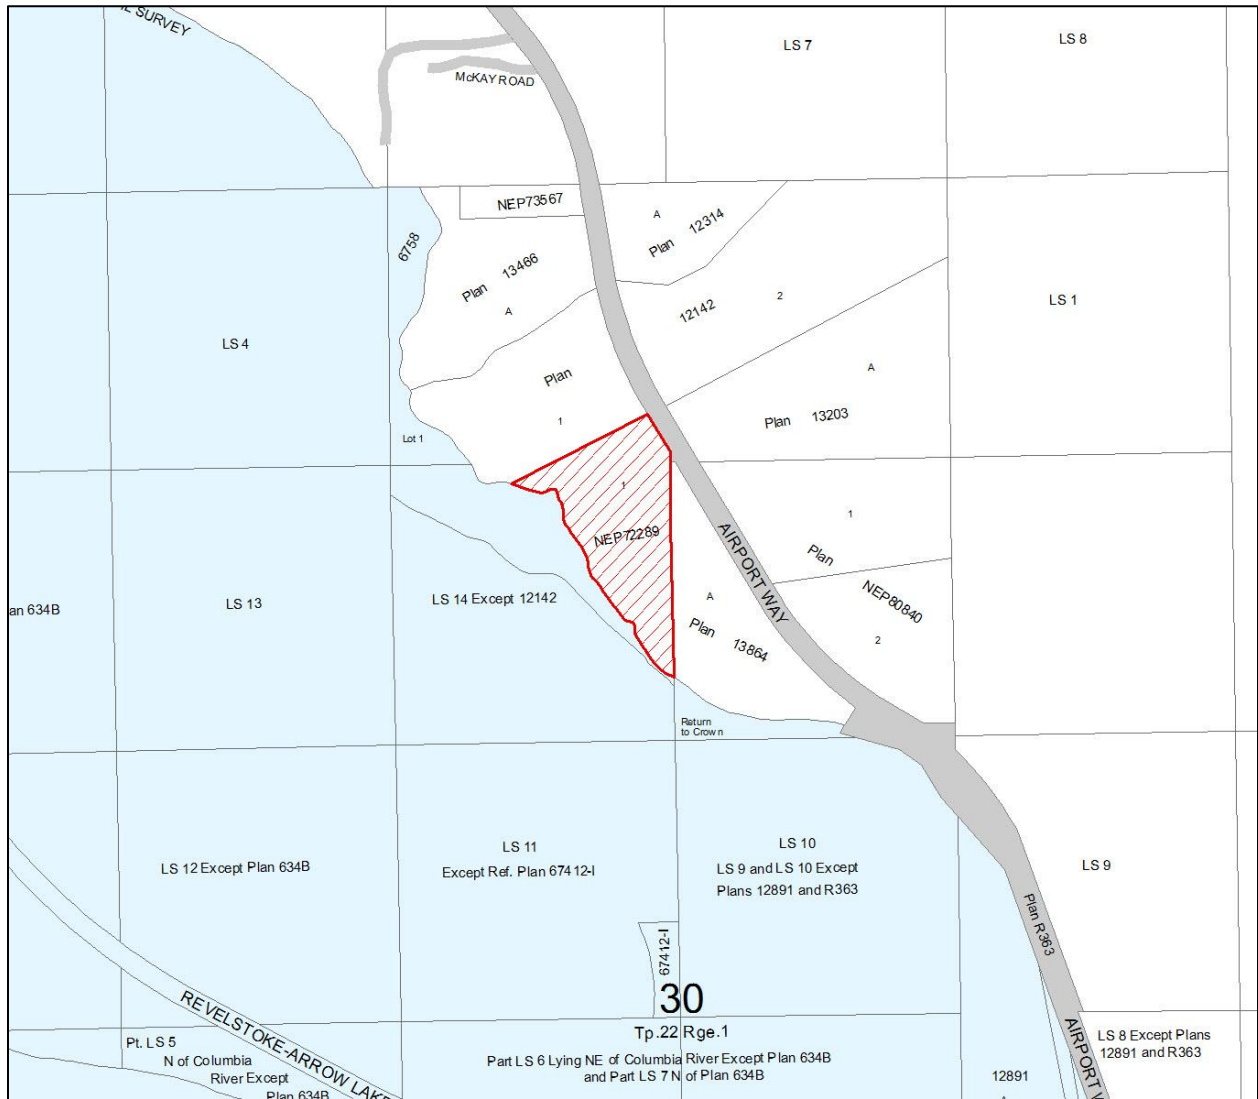 SURVEY
LS 7
LS 8
McKAY ROAD
NEP73567
A
Plan 12314
6758
Plan 13466
A
12142
2
LS 1
LS 4
A
Plan
Plan 13203
1
Lot 1
1
1
NEP72289
AIRPORT WAY
Plan
NEP80840
LS 13
LS 14 Except 12142
an 634B
A
Plan 13864
2
Return
to Crown
LS 11
Except Ref. Plan 67412-I
LS 10
LS 9 and LS 10 Except
Plans 12891 and R363
LS 12 Except Plan 634B
LS 9
Plan R363
67412-I
30
Tp.22 Rge.1
REVELSTOKE-ARROW LAKE
Pt. LS 5
N of Columbia
River Except
Plan 634B
Part LS 6 Lying NE of Columbia River Except Plan 634B
and Part LS 7 N of Plan 634B
12891
AIRPORT W
LS 8 Except Plans
12891 and R363